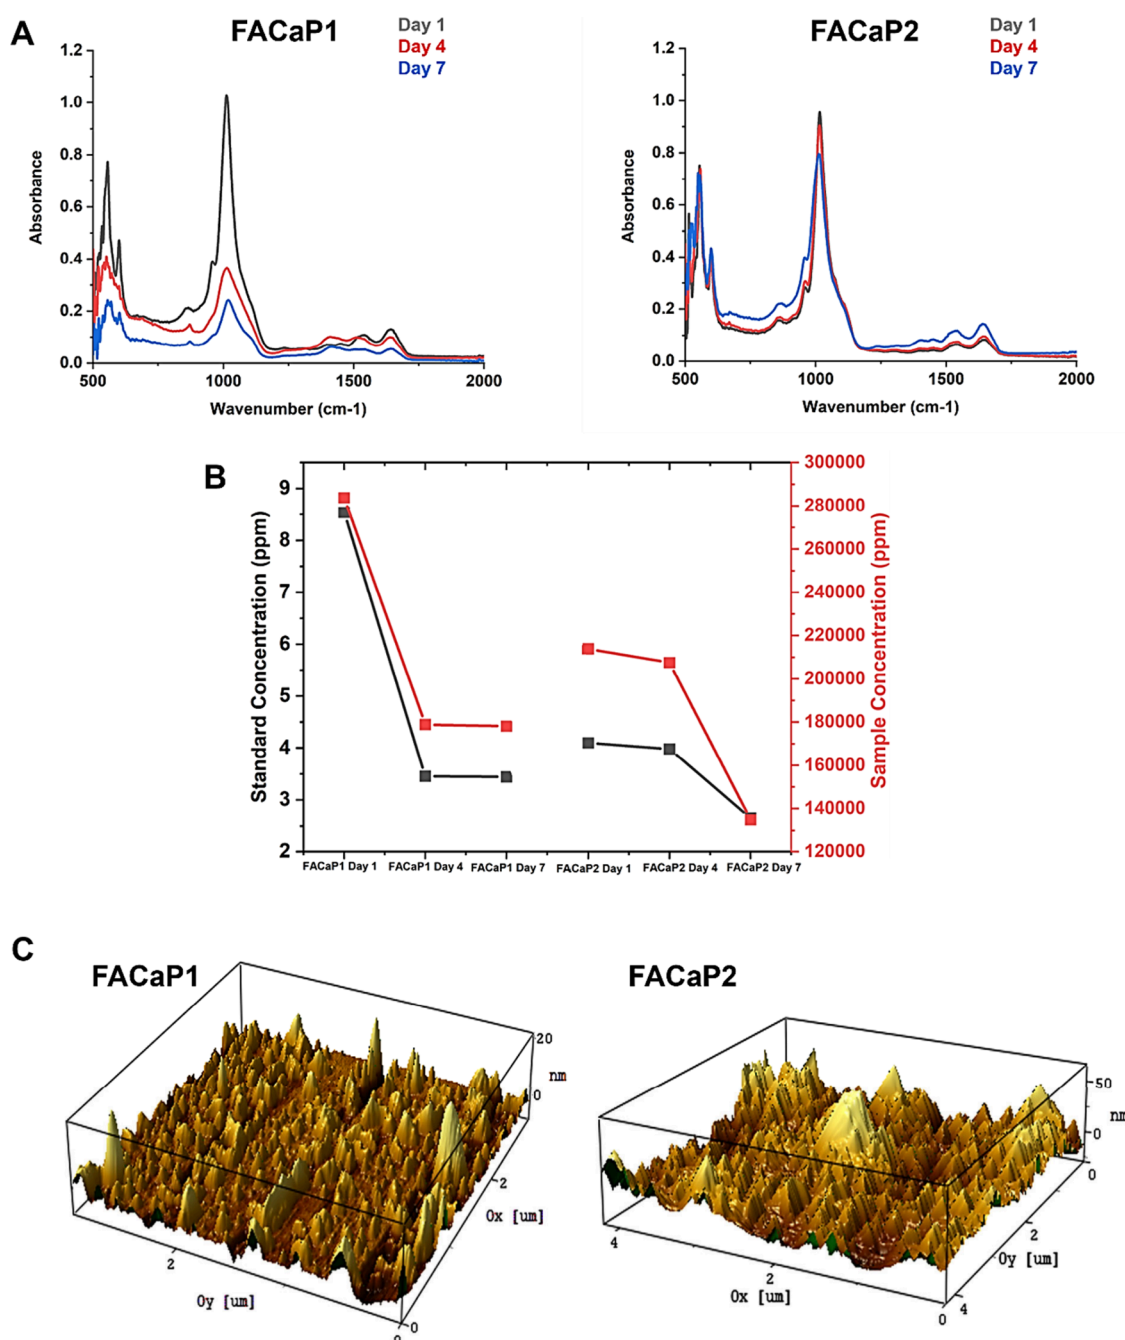 A
FACaP1
Day 1
Day 4
Day 7
1.2
1.0
0.8
0.6
0.4
0.2
0.0
Absorbance
500
1000
1500
2000
Wavenumber (cm-1)
FACaP2
Day 1
Day 4
Day 7
1.2
1.0
0.8
0.6
0.4
0.2
0.0
Absorbance
500
1000
1500
2000
Wavenumber (cm-1)
B
9
8
7
6
5
4
3
2
Standard Concentration (ppm)
300000
280000
260000
240000
220000
200000
180000
160000
140000
120000
Sample Concentration (ppm)
FACaP1 Day 1
FACaP1 Day 4
FACaP1 Day 7
FACaP2 Day 1
FACaP2 Day 4
FACaP2 Day 7
C
FACaP1
20
nm
0
2
Ox [um]
2
Oy [um]
0
FACaP2
50
nm
0
0
2
Oy [um]
4
4
2
Ox [um]
0